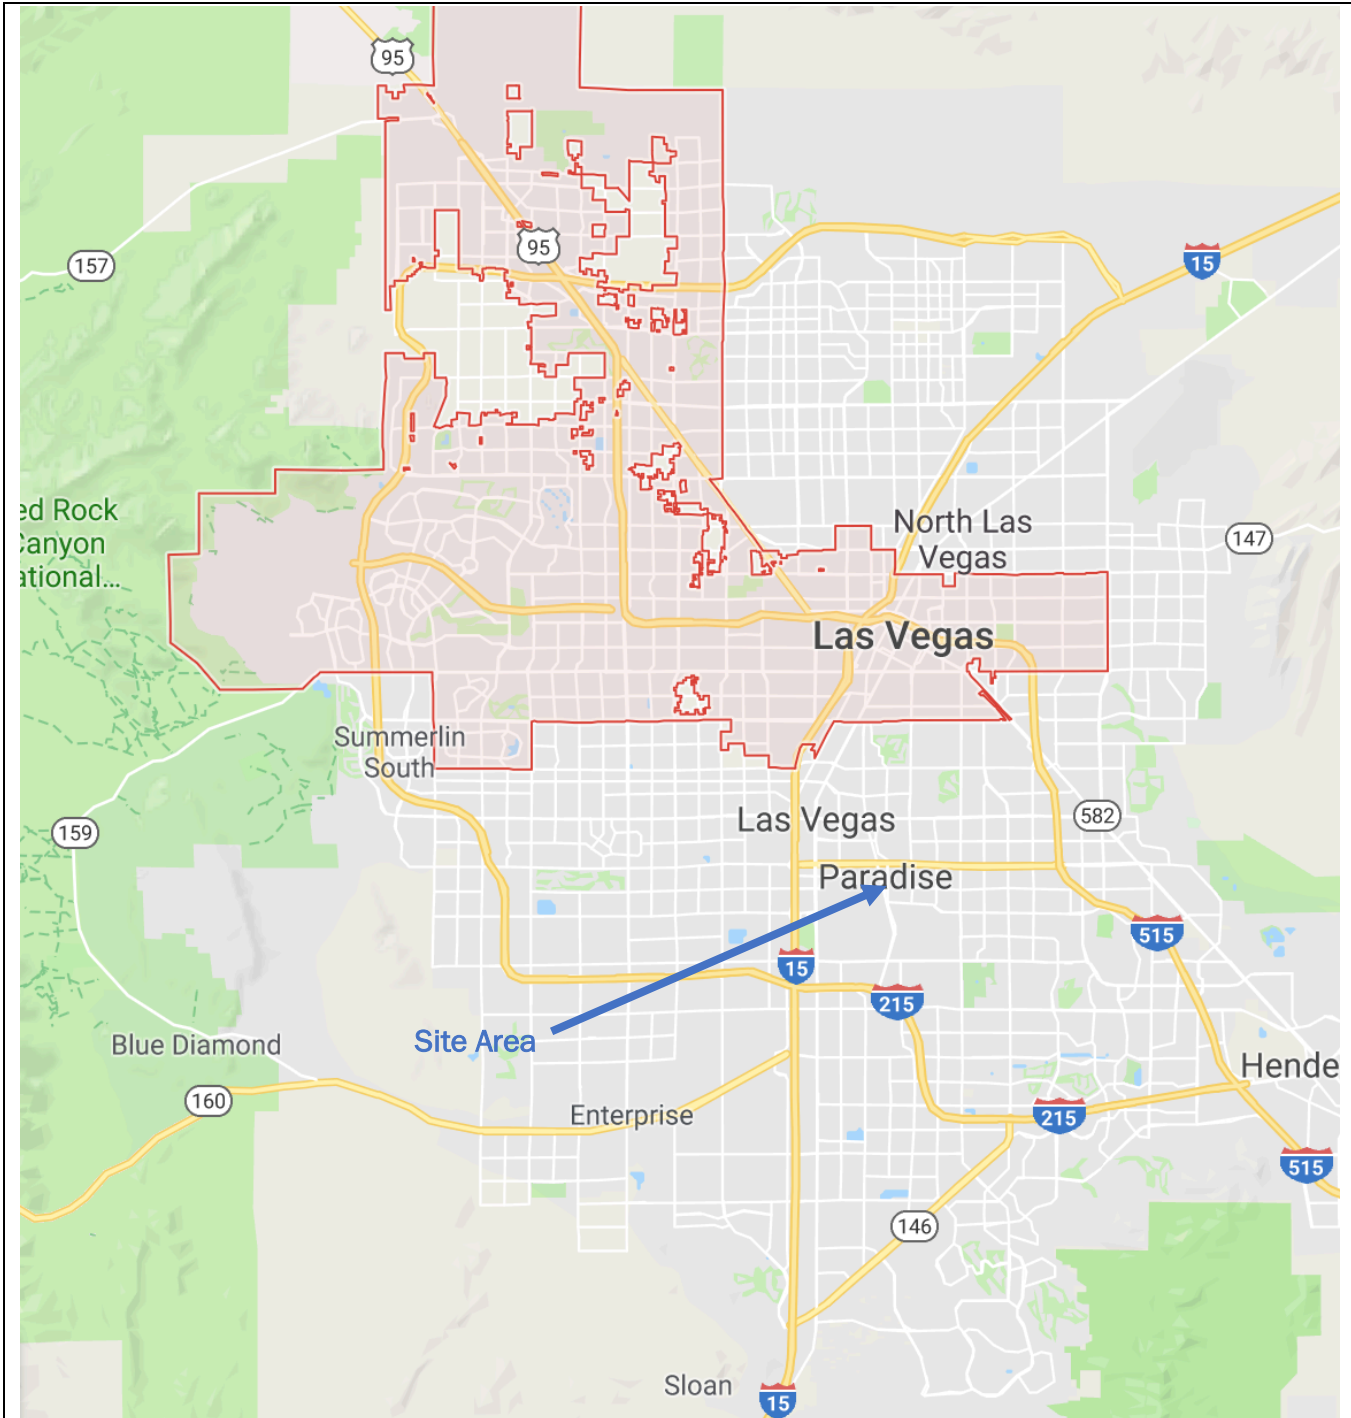 95
95
157
15
ed Rock
Canyon
ational...
North Las
Vegas
147
Las Vegas
Summerlin
South
Las Vegas
582
159
Paradise
515
15
215
Site Area
Blue Diamond
Hende
160
Enterprise
215
515
146
Sloan
15